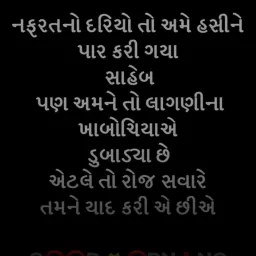 નફરતનો દરિયો તો અમે હસીને
પાર કરી ગયા
સાહેબ
પણ અમને તો લાગણીના
ખાબોચિયાએ
ડુબાડ્યા છે
એટલે તો રોજ સવારે
તમને યાદ કરી એ છીએ